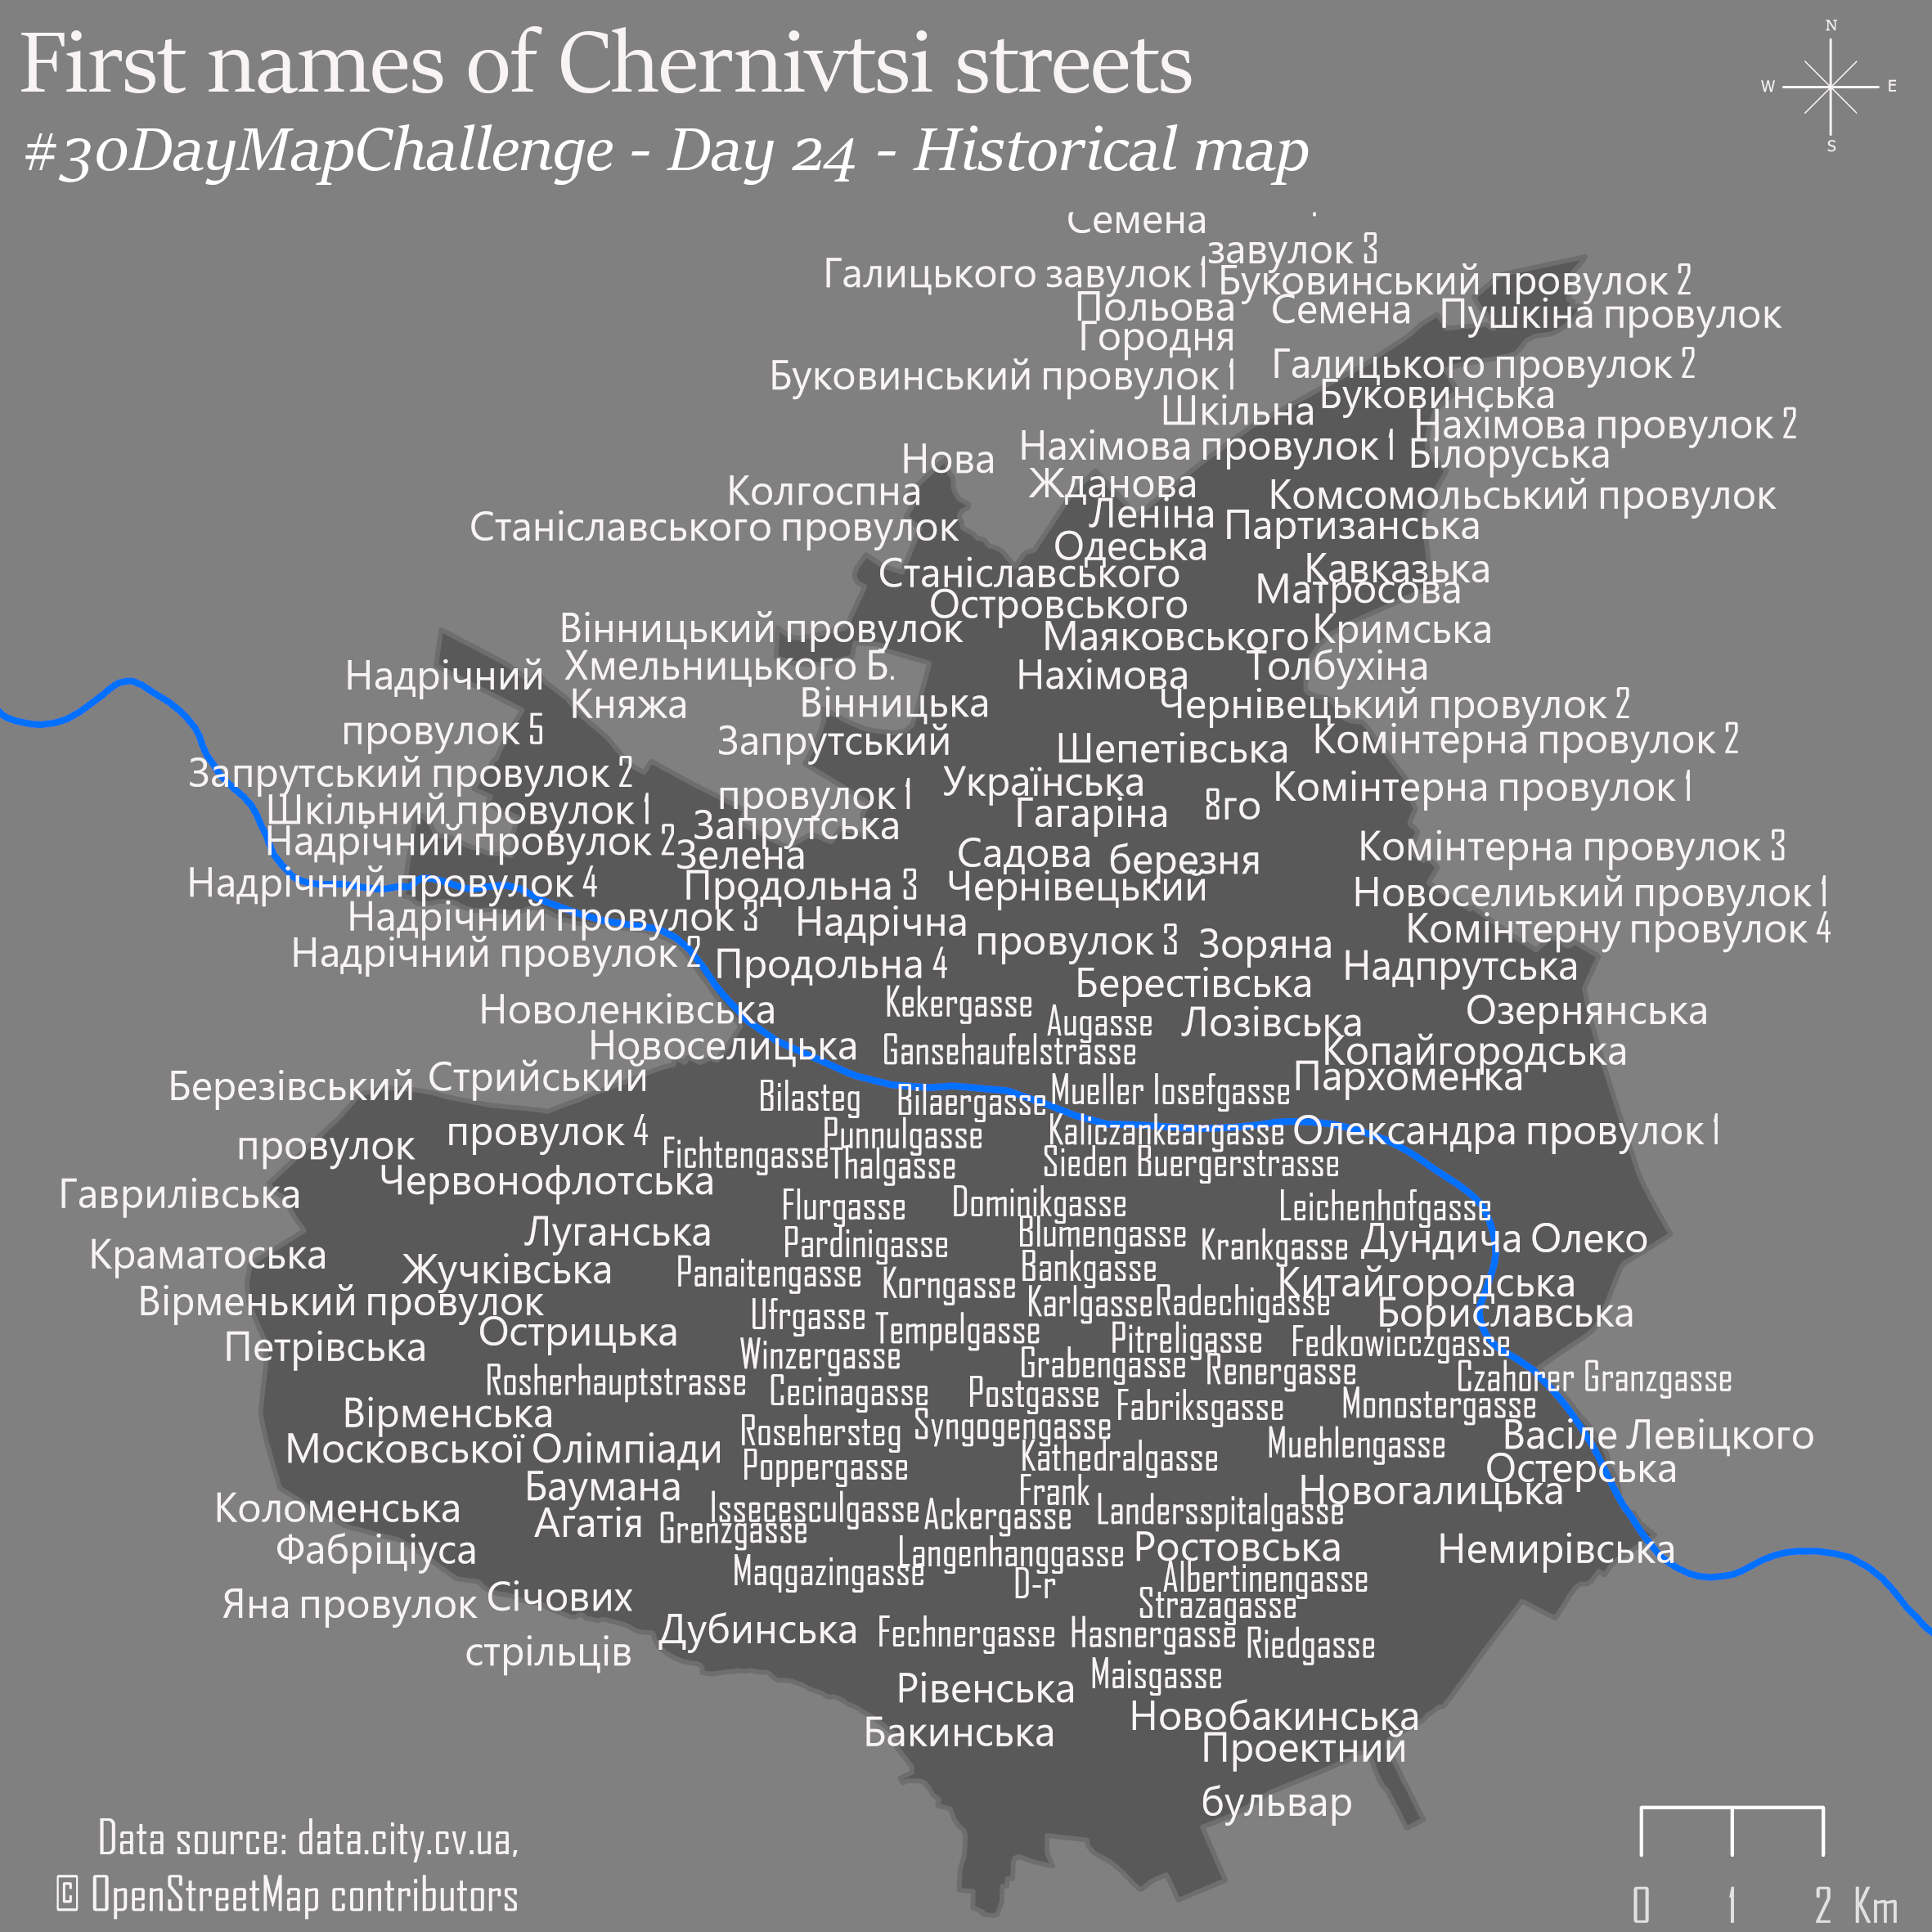 First names of Chernivtsi streets
#30DayMapChallenge - Day 24 - Historical map
N
W E
S
Семена
завулок 3
Галицького завулок 1
Буковинський провулок 2
Польова
Семена
Пушкіна провулок
Городня
Галицького провулок 2
Буковинський провулок 1
Буковинська
Шкільна
Нахімова провулок 2
Нахімова провулок 1
Білоруська
Нова
Жданова
Колгоспна
Комсомольський провулок
Леніна
Станіславського провулок
Партизанська
Одеська
Кавказька
Станіславського
Матросова
Островського
Вінницький провулок
Маяковського
Кримська
Хмельницького Б.
Толбухіна
Надрічний
провулок 5
Нахімова
Княжа
Вінницька
Чернівецький провулок 2
Запрутський
провулок 1
Шепетівська
Комінтерна провулок 2
Запрутський провулок 2
Українська
Комінтерна провулок 1
Шкільний провулок 1
Гагаріна
8го
березня
Запрутська
Надрічний провулок 2
Зелена
Садова
Комінтерна провулок 3
Надрічний провулок 4
Продольна 3
Чернівецький
провулок 3
Новоселиький провулок 1
Надрічний провулок 3
Надрічна
Комінтерну провулок 4
Зоряна
Надрічний провулок 2
Продольна 4
Надпрутська
Берестівська
Новоленківська
Kekergasse
Озернянська
Augasse
Лозівська
Новоселицька
Gansehaufelstrasse
Копайгородська
Стрийський
провулок 4
Пархоменка
Березівський
провулок
Bilasteg
Bilaergasse
Mueller Iosefgasse
Punnulgasse
Kaliczankeargasse
Олександра провулок 1
Fichtengasse
Thalgasse
Sieden Buergerstrasse
Червонофлотська
Гаврилівська
Flurgasse
Dominikgasse
Leichenhofgasse
Луганська
Blumengasse
Дундича Олеко
Pardinigasse
Krankgasse
Краматоська
Жучківська
Panaitengasse
Bankgasse
Korngasse
Китайгородська
Вірменький провулок
Karlgasse
Radechigasse
Бориславська
Ufrgasse
Tempelgasse
Острицька
Pitreligasse
Fedkowicczgasse
Петрівська
Winzergasse
Grabengasse
Renergasse
Rosherhauptstrasse
Czahorer Granzgasse
Cecinagasse
Postgasse
Fabriksgasse
Monostergasse
Вірменська
Rosehersteg
Syngogengasse
Muehlengasse
Васіле Левіцкого
Московської Олімпіади
Kathedralgasse
Poppergasse
Остерська
Баумана
Frank
D-r
Новогалицька
Коломенська
Issecesculgasse
Ackergasse
Landersspitalgasse
Агатія
Grenzgasse
Фабріціуса
Langenhanggasse
Ростовська
Немирівська
Maqgazingasse
Albertinengasse
Яна провулок
Січових
стрільців
Strazagasse
Дубинська
Fechnergasse
Hasnergasse
Riedgasse
Maisgasse
Рівенська
Новобакинська
Бакинська
Проектний
бульвар
Data source: data.city.cv.ua,
© OpenStreetMap contributors
0 1 2 Km